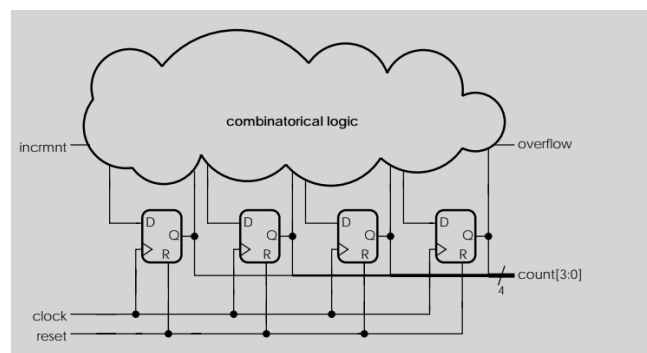 combinatorical logic
incrmnt
overflow
D
Q
R
D
Q
R
D
Q
R
D
Q
R
count[3:0]
4
clock
reset